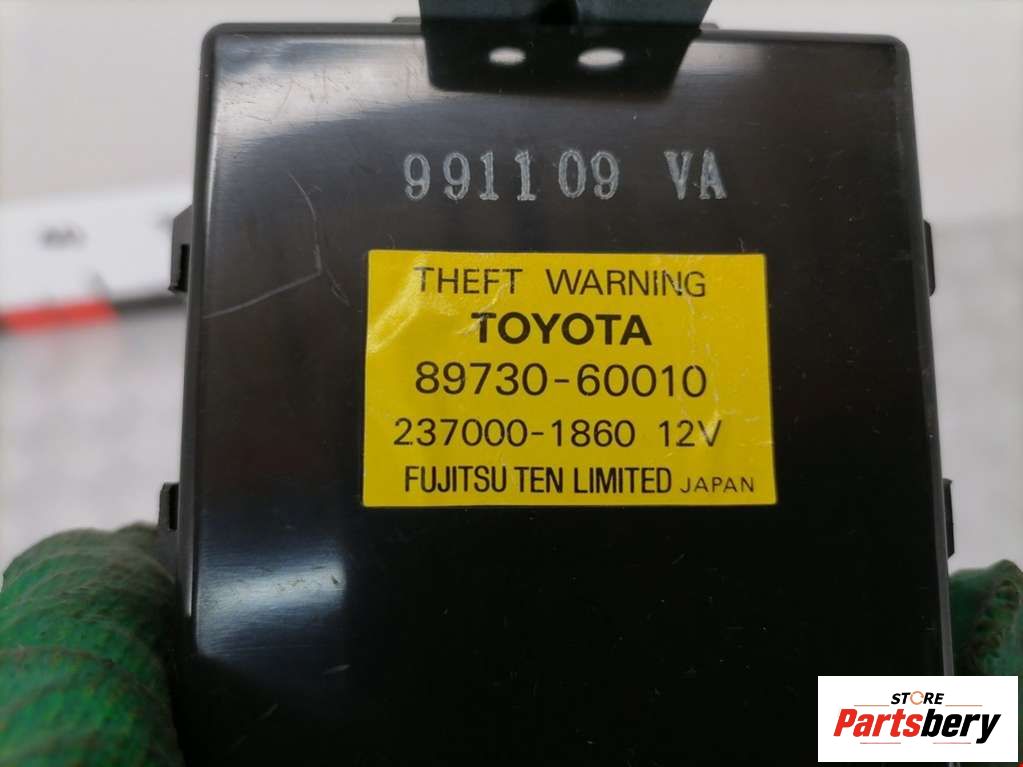 991109 VA
THEFT WARNING
TOYOTA
89730-60010
237000-1860 12V
FUJITSU TEN LIMITED JAPAN
STORE
Partsbery